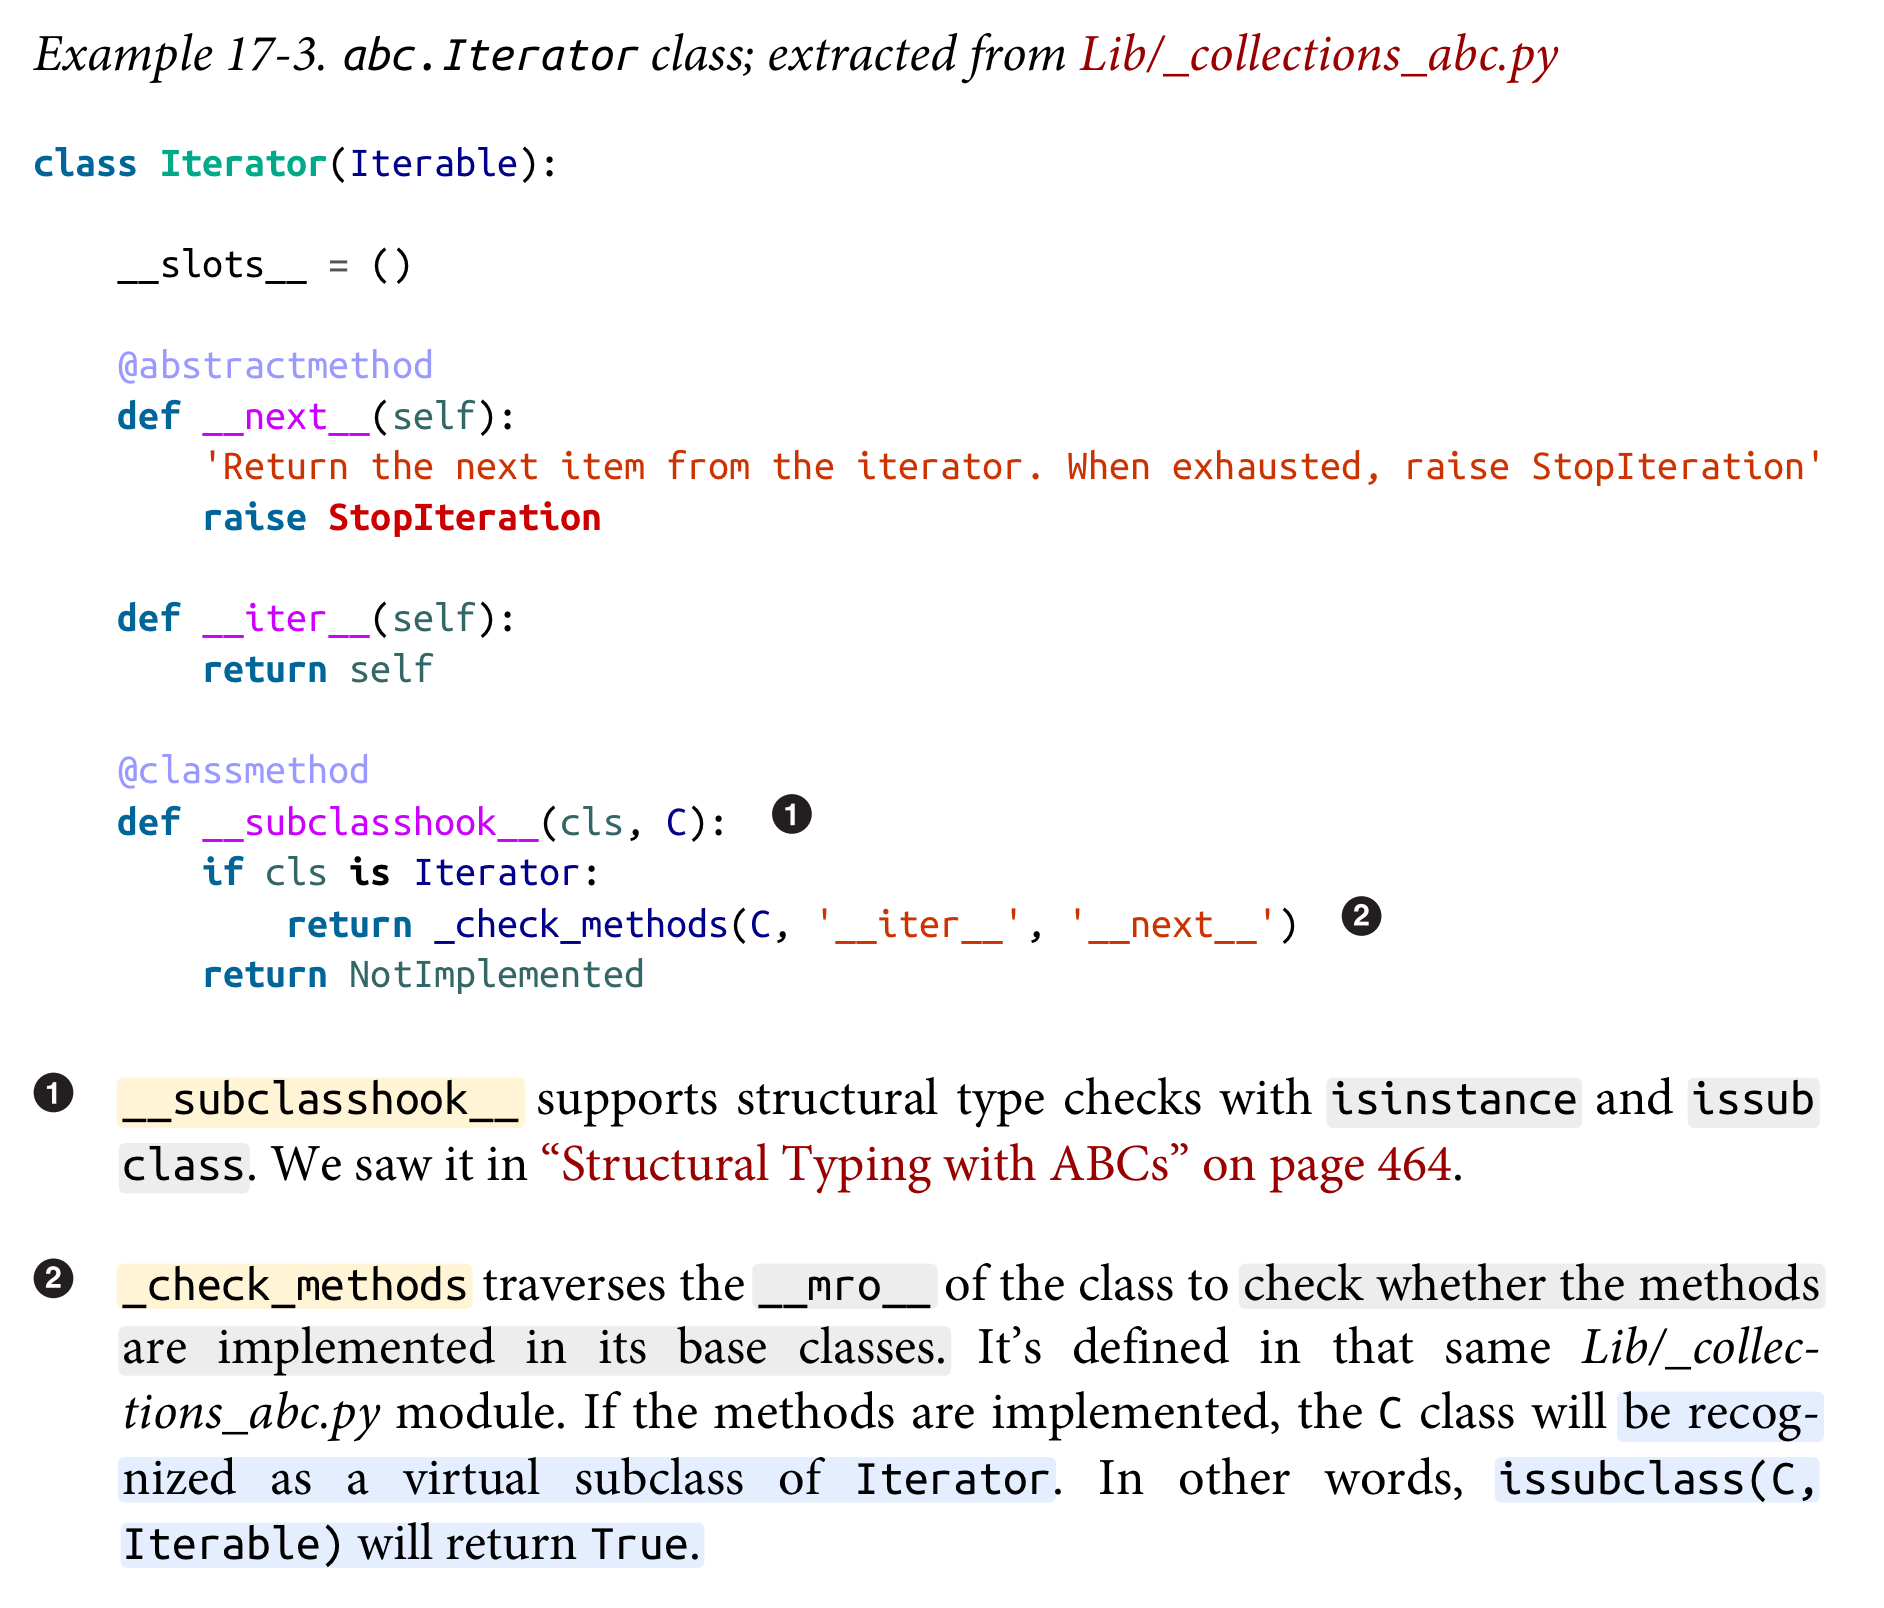 Example 17-3. abc.Iterator class; extracted from Lib/_collections_abc.py
class Iterator(Iterable):
    __slots__ = ()
    @abstractmethod
    def __next__(self):
        'Return the next item from the iterator. When exhausted, raise StopIteration'
        raise StopIteration
    def __iter__(self):
        return self
    @classmethod
    def __subclasshook__(cls, C): ❶
        if cls is Iterator:
            return _check_methods(C, '__iter__', '__next__') ❷
        return NotImplemented
❶ __subclasshook__ supports structural type checks with isinstance and issub
class. We saw it in “Structural Typing with ABCs” on page 464.
❷ _check_methods traverses the __mro__ of the class to check whether the methods
are implemented in its base classes. It’s defined in that same Lib/_collec-
tions_abc.py module. If the methods are implemented, the C class will be recog-
nized as a virtual subclass of Iterator. In other words, issubclass(C,
Iterable) will return True.